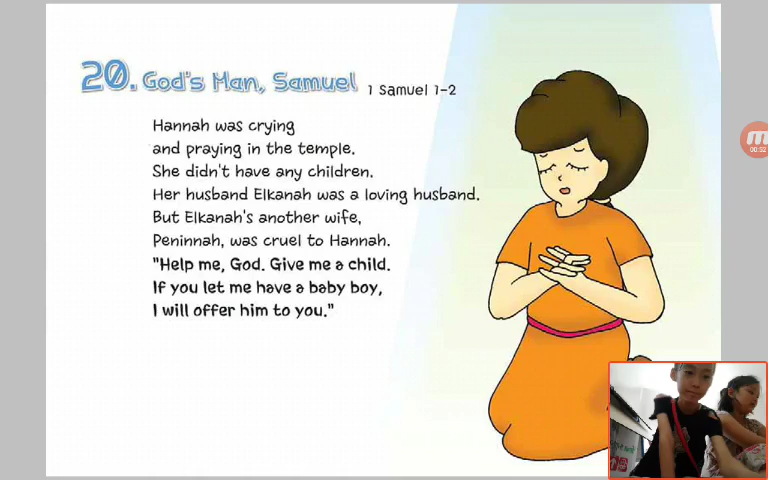 20. God's Man, Samuel 1 Samuel 1-2
Hannah was crying
and praying in the temple.
She didn't have any children.
Her husband Elkanah was a loving husband.
But Elkanah's another wife,
Peninnah, was cruel to Hannah.
"Help me, God. Give me a child.
If you let me have a baby boy,
I will offer him to you."
00:52